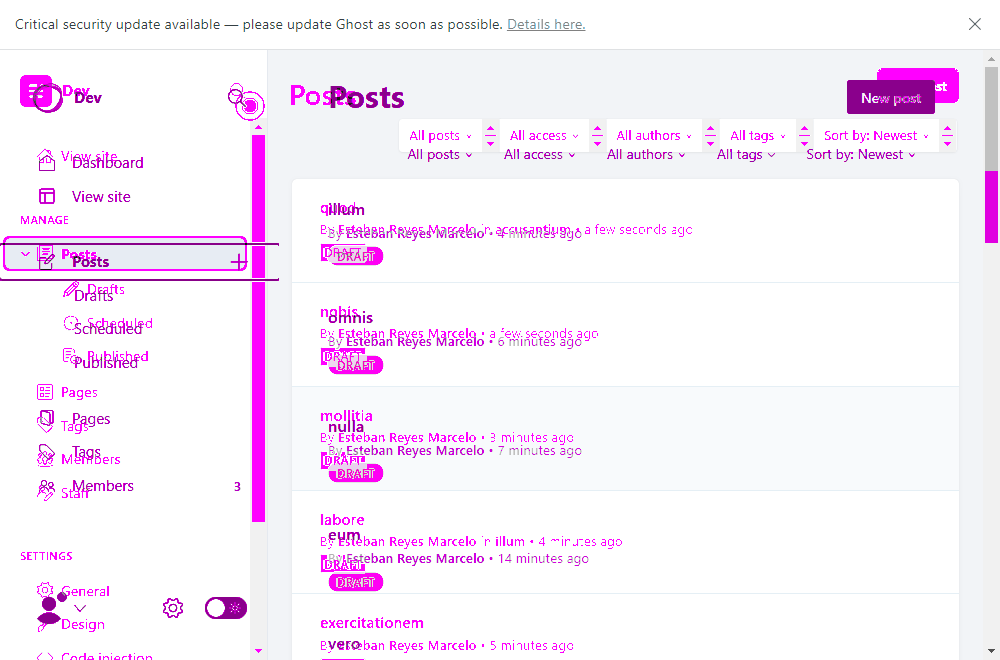 Critical security update available — please update Ghost as soon as possible. Details here.
Dev
Dev
View site
Dashboard
View site
MANAGE
Posts
Posts
Drafts
Drafts
Scheduled
Scheduled
Published
Published
Pages
Pages
Tags
Tags
Members
Members 3
Staff
SETTINGS
General
Design
Code injection
Posts
Posts
New post
All posts All access All authors All tags Sort by: Newest
All posts All access All authors All tags Sort by: Newest
illum
By Esteban Reyes Marcelo in accusantium • a few seconds ago
By Esteban Reyes Marcelo • 4 minutes ago
DRAFT
DRAFT
nobis
omnis
By Esteban Reyes Marcelo • a few seconds ago
By Esteban Reyes Marcelo • 6 minutes ago
DRAFT
DRAFT
mollitia
nulla
By Esteban Reyes Marcelo • 3 minutes ago
By Esteban Reyes Marcelo • 7 minutes ago
DRAFT
DRAFT
labore
eum
By Esteban Reyes Marcelo in illum • 4 minutes ago
By Esteban Reyes Marcelo • 14 minutes ago
DRAFT
DRAFT
exercitationem
vero
By Esteban Reyes Marcelo • 5 minutes ago